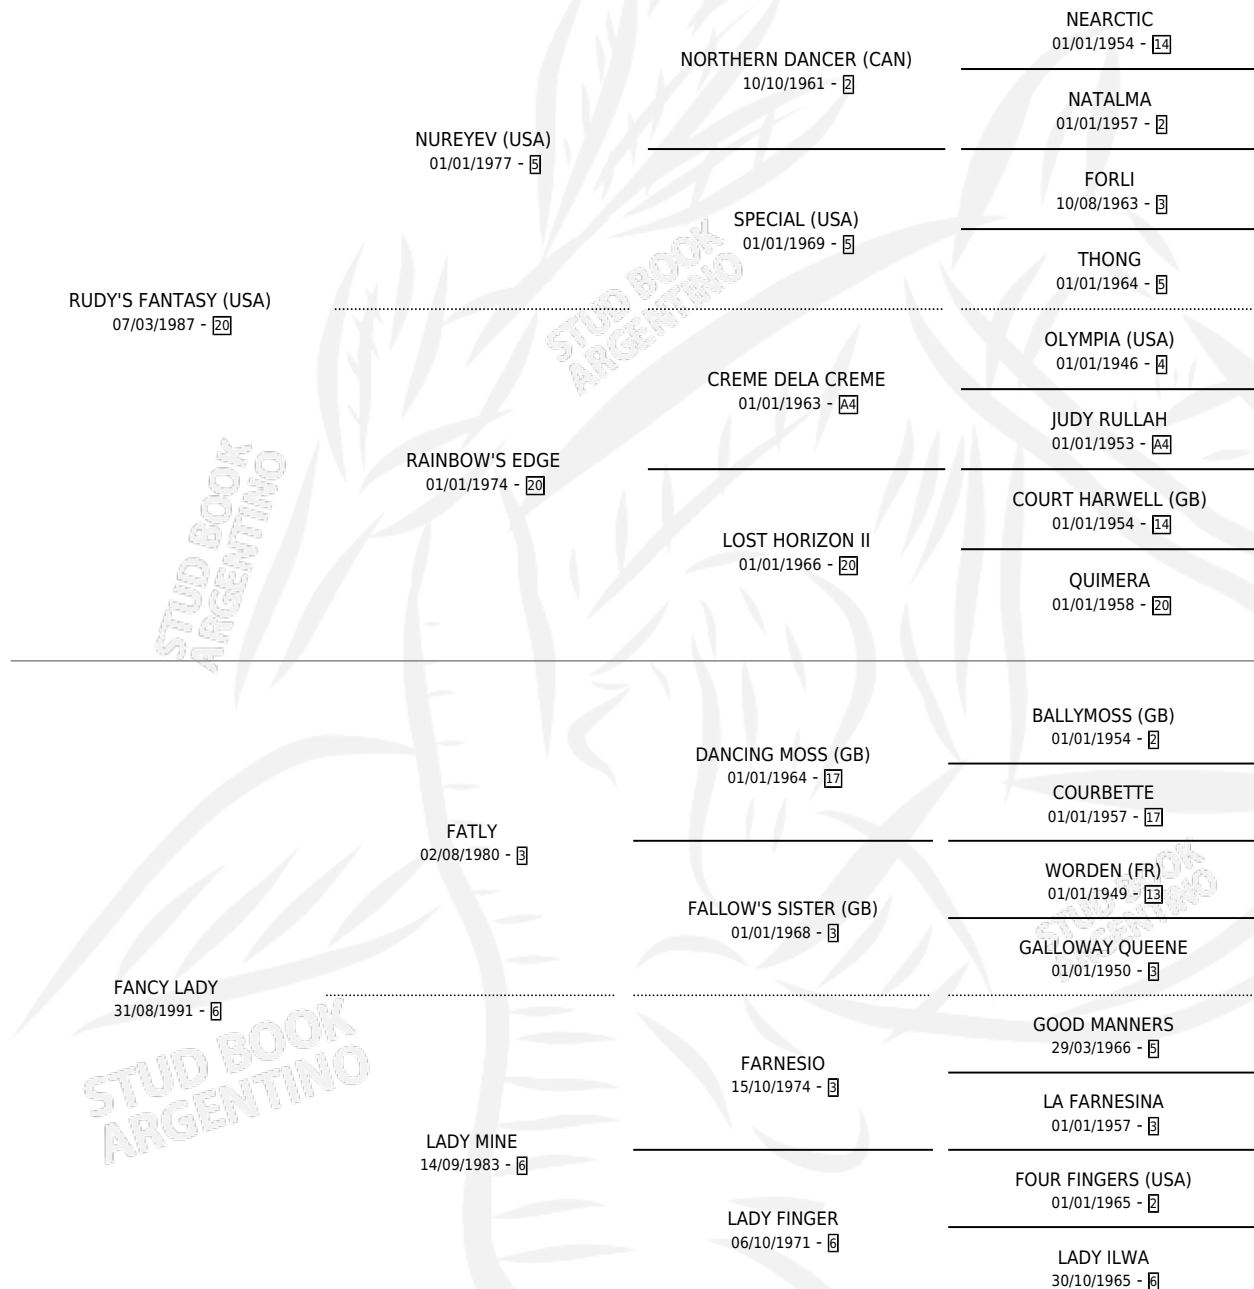 NEARCTIC
01/01/1954 - 14
NORTHERN DANCER (CAN)
10/10/1961 - 2
NATALMA
01/01/1957 - 2
NUREYEV (USA)
01/01/1977 - 5
FORLI
10/08/1963 - 3
SPECIAL (USA)
01/01/1969 - 5
THONG
01/01/1964 - 5
RUDY'S FANTASY (USA)
07/03/1987 - 20
STUD BOOK
ARGENTINO
OLYMPIA (USA)
01/01/1946 - 4
CREME DELA CREME
01/01/1963 - A4
JUDY RULLAH
01/01/1953 - A4
RAINBOW'S EDGE
01/01/1974 - 20
COURT HARWELL (GB)
01/01/1954 - 14
LOST HORIZON II
01/01/1966 - 20
QUIMERA
01/01/1958 - 20
STUD BOOK
ARGENTINO
BALLYMOSS (GB)
01/01/1954 - 2
DANCING MOSS (GB)
01/01/1964 - 17
COURBETTE
01/01/1957 - 17
FATLY
02/08/1980 - 3
WORDEN (FR)
01/01/1949 - 13
FALLOW'S SISTER (GB)
01/01/1968 - 3
GALLOWAY QUEENE
01/01/1950 - 3
STUD BOOK
ARGENTINO
FANCY LADY
31/08/1991 - 6
STUD BOOK
ARGENTINO
GOOD MANNERS
29/03/1966 - 5
FARNESIO
15/10/1974 - 3
LA FARNESINA
01/01/1957 - 3
LADY MINE
14/09/1983 - 6
FOUR FINGERS (USA)
01/01/1965 - 2
LADY FINGER
06/10/1971 - 6
LADY ILWA
30/10/1965 - 6